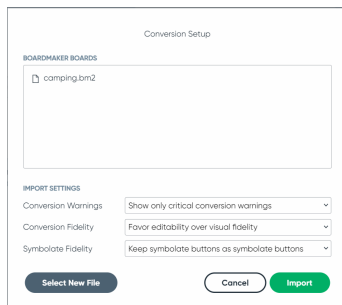 Conversion Setup
BOARDMAKER BOARDS
camping.bm2
IMPORT SETTINGS
Conversion Warnings Show only critical conversion warnings
Conversion Fidelity Favor editability over visual fidelity
Symbolate Fidelity Keep symbolate buttons as symbolate buttons
Select New File Cancel Import